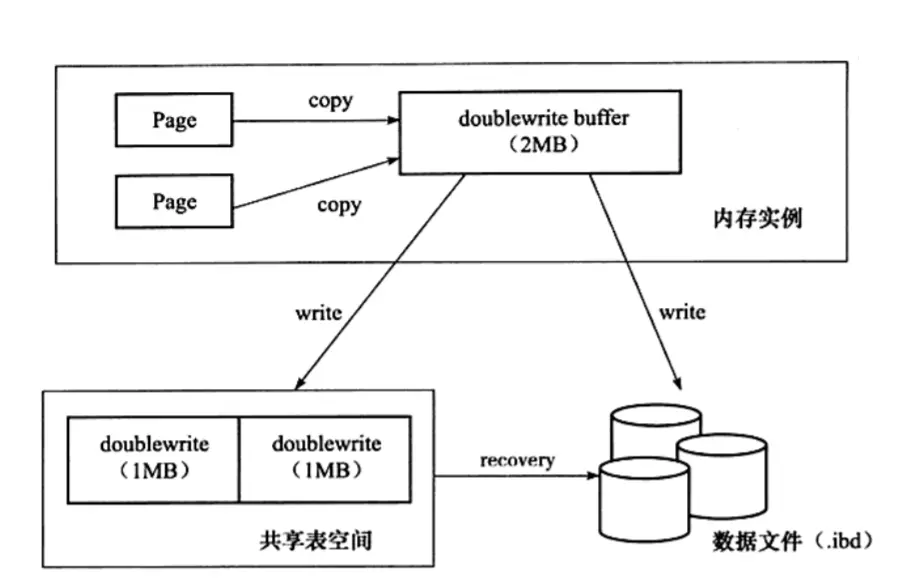 Page
copy
doublewrite buffer
（2MB）
Page
copy
内存实例
write
write
doublewrite
（1MB）
doublewrite
（1MB）
recovery
共享表空间
数据文件（.ibd）